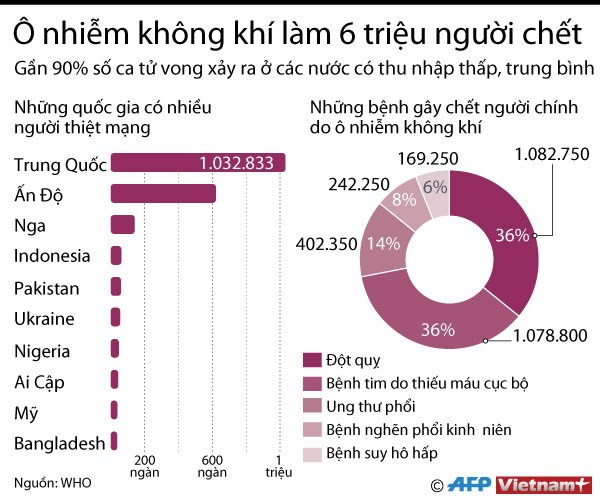 Ô nhiễm không khí làm 6 triệu người chết
Gần 90% số ca tử vong xảy ra ở các nước có thu nhập thấp, trung bình
Những quốc gia có nhiều
người thiệt mạng
Trung Quốc 1.032.833
Ấn Độ
Nga
Indonesia
Pakistan
Ukraine
Nigeria
Ai Cập
Mỹ
Bangladesh
200 600 1
ngàn ngàn triệu
Nguồn: WHO
Những bệnh gây chết người chính
do ô nhiễm không khí
1.082.750
169.250
242.250
402.350
1.078.800
6%
8%
36%
14%
36%
Đột quỵ
Bệnh tim do thiếu máu cục bộ
Ung thư phổi
Bệnh nghẽn phổi kinh niên
Bệnh suy hô hấp
© AFP Vietnam+